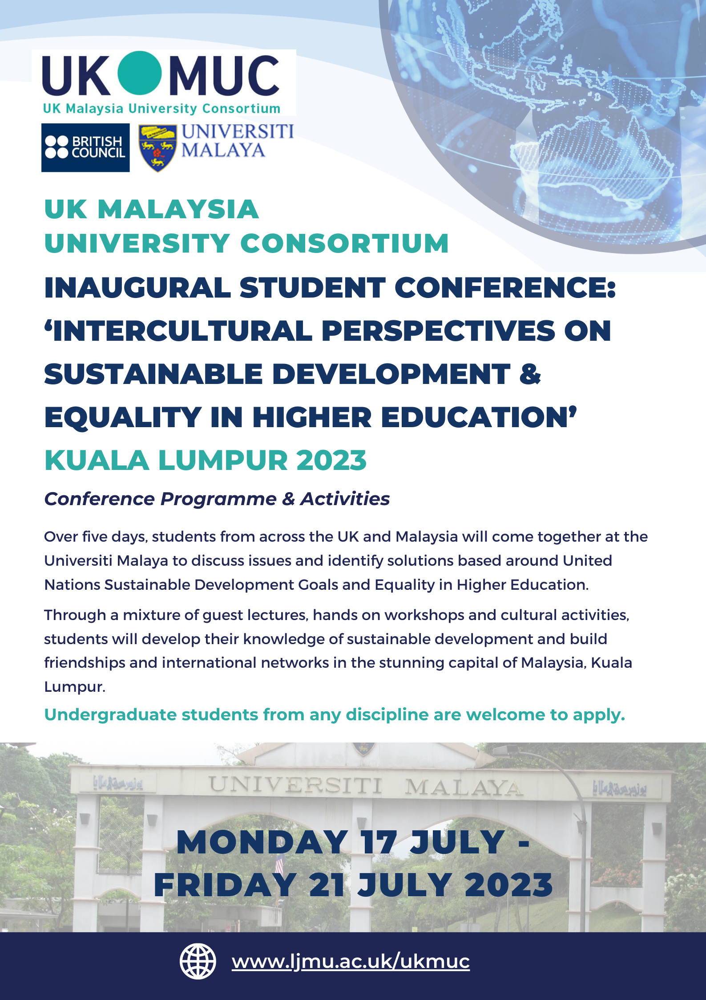 UK MUC
UK Malaysia University Consortium
BRITISH
COUNCIL
UNIVERSITI
MALAYA
UK MALAYSIA
UNIVERSITY CONSORTIUM
INAUGURAL STUDENT CONFERENCE:
‘INTERCULTURAL PERSPECTIVES ON
SUSTAINABLE DEVELOPMENT &
EQUALITY IN HIGHER EDUCATION’
KUALA LUMPUR 2023
Conference Programme & Activities
Over five days, students from across the UK and Malaysia will come together at the
Universiti Malaya to discuss issues and identify solutions based around United
Nations Sustainable Development Goals and Equality in Higher Education.
Through a mixture of guest lectures, hands on workshops and cultural activities,
students will develop their knowledge of sustainable development and build
friendships and international networks in the stunning capital of Malaysia, Kuala
Lumpur.
Undergraduate students from any discipline are welcome to apply.
UNIVERSITI MALAYA
MONDAY 17 JULY -
FRIDAY 21 JULY 2023
www.ljmu.ac.uk/ukmuc